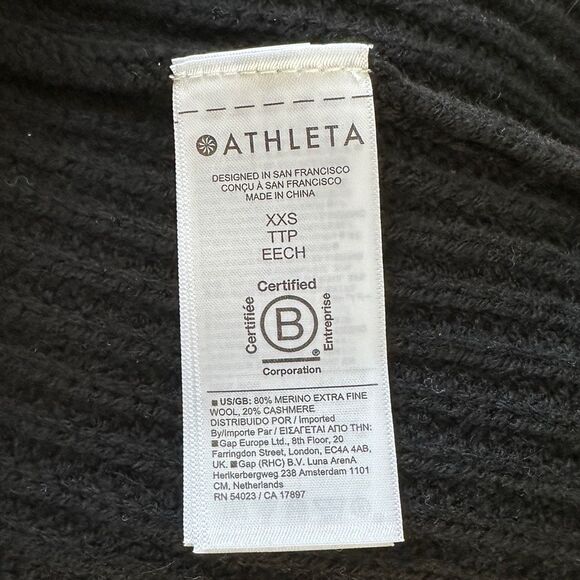 ATHLETA
DESIGNED IN SAN FRANCISCO
CONÇU À SAN FRANCISCO
MADE IN CHINA
XXS
TTP
EECH
Certified
Certifiée
B
Entreprise
®
Corporation
■ US/GB: 80% MERINO EXTRA FINE
WOOL, 20% CASHMERE
DISTRIBUIDO POR / Imported
By/Importe Par / ΕΙΣΑΓΕΤΑΙ ΑΠΟ ΤΗΝ:
■Gap Europe Ltd., 8th Floor, 20
Farringdon Street, London, EC4A 4AB,
UK. ■Gap (RHC) B.V. Luna ArenA
Herikerbergweg 238 Amsterdam 1101
CM, Netherlands
RN 54023 / CA 17897